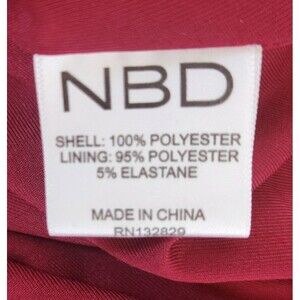 NBD
SHELL: 100% POLYESTER
LINING: 95% POLYESTER
5% ELASTANE
MADE IN CHINA
RN132829